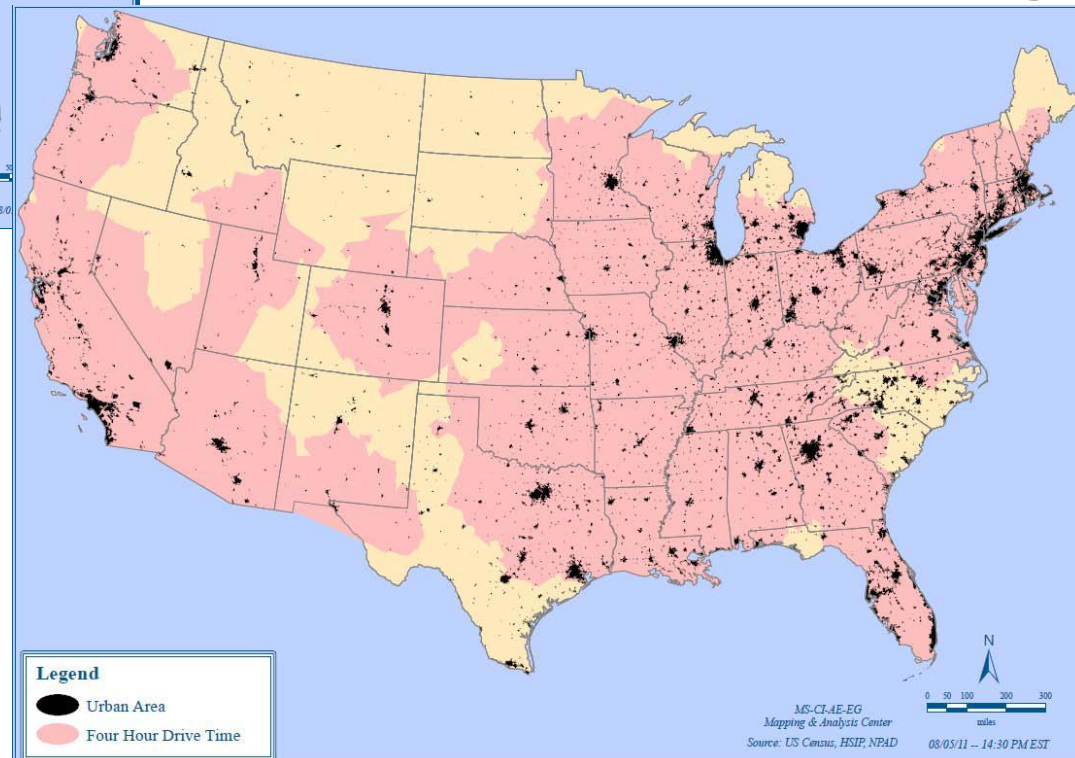 Legend
Urban Area
Four Hour Drive Time
MS-CI-AE-EG
Mapping & Analysis Center
Source: US Census, HSIP, NPAD
N
0 50 100 200 300
miles
08/05/11 -- 14:30 PM EST